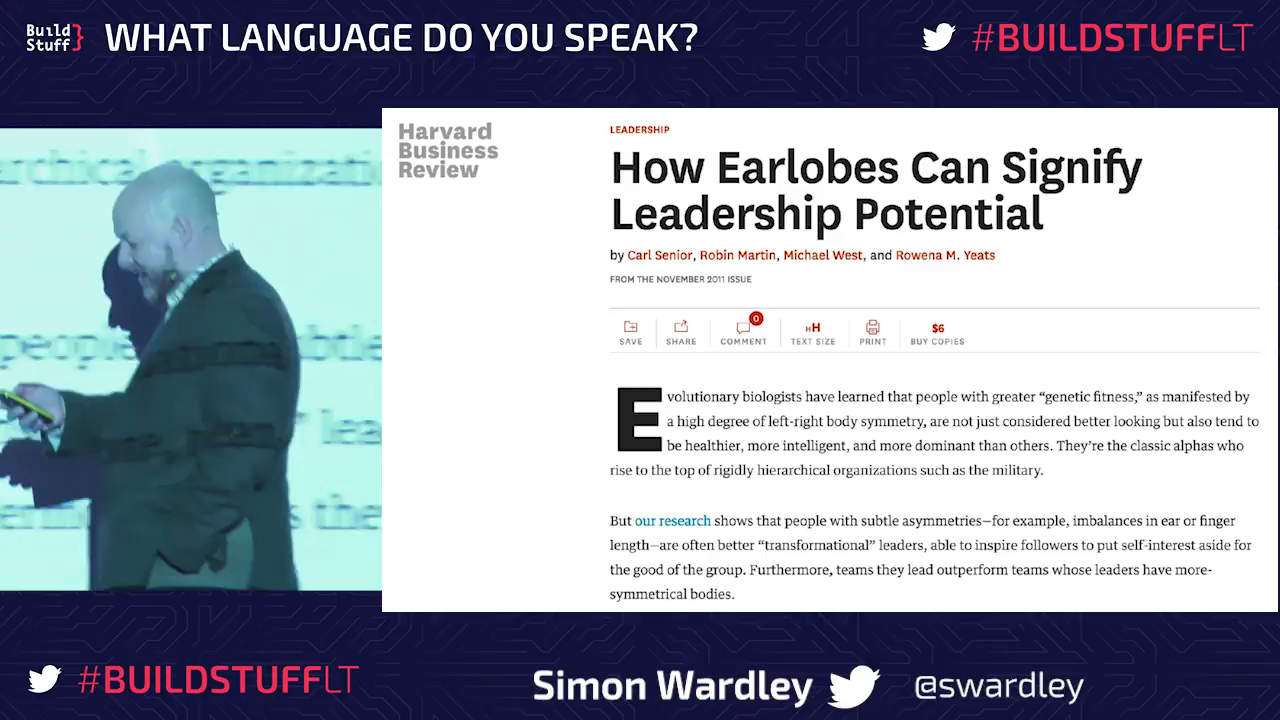 Build
Stuff}
WHAT LANGUAGE DO YOU SPEAK?
#BUILDSTUFFLT
Harvard
Business
Review
LEADERSHIP
How Earlobes Can Signify
Leadership Potential
by Carl Senior, Robin Martin, Michael West, and Rowena M. Yeats
FROM THE NOVEMBER 2011 ISSUE
0
SAVE
SHARE
COMMENT
HH
TEXT SIZE
PRINT
$6
BUY COPIES
Evolutionary biologists have learned that people with greater “genetic fitness,” as manifested by
a high degree of left-right body symmetry, are not just considered better looking but also tend to
be healthier, more intelligent, and more dominant than others. They’re the classic alphas who
rise to the top of rigidly hierarchical organizations such as the military.
But our research shows that people with subtle asymmetries—for example, imbalances in ear or finger
length—are often better “transformational” leaders, able to inspire followers to put self-interest aside for
the good of the group. Furthermore, teams they lead outperform teams whose leaders have more-
symmetrical bodies.
#BUILDSTUFFLT
Simon Wardley
@swardley